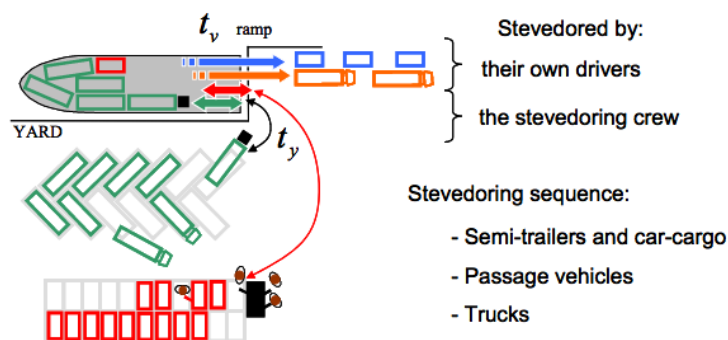 t_v ramp
Stevedored by:
their own drivers
the stevedoring crew
YARD
t_y
Stevedoring sequence:
- Semi-trailers and car-cargo
- Passage vehicles
- Trucks